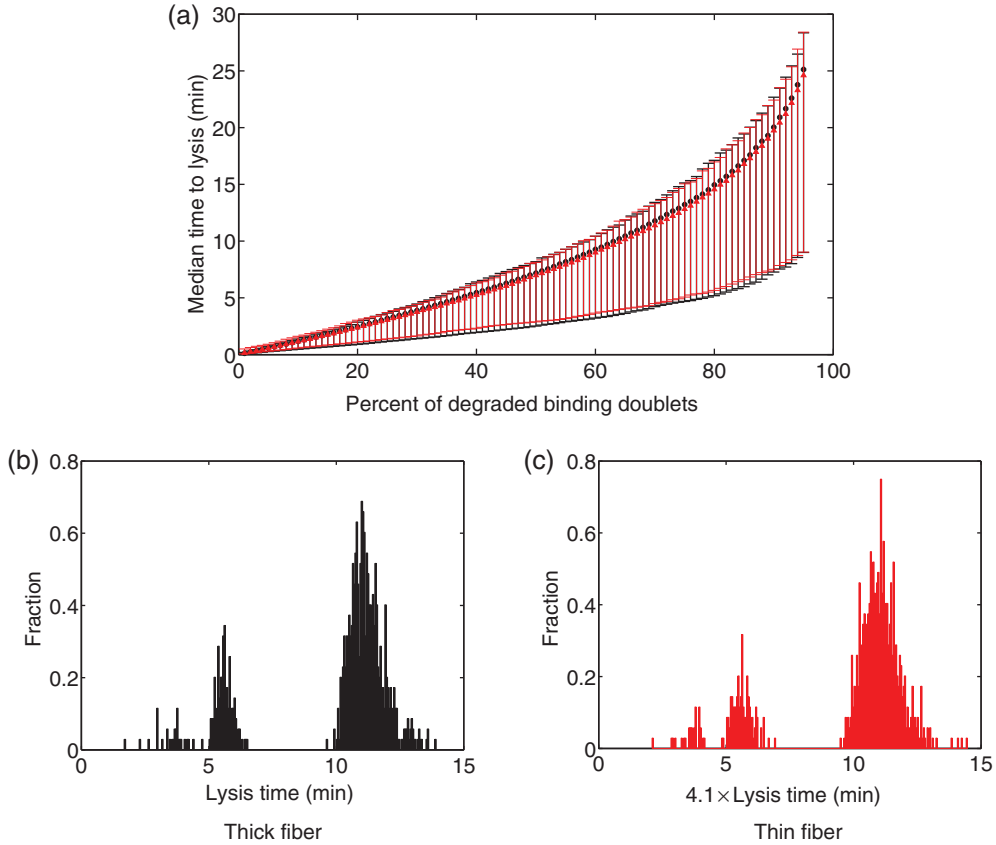 (a)
30
25
20
15
10
5
0
Median time to lysis (min)
0 20 40 60 80 100
Percent of degraded binding doublets
(b)
0.8
0.6
0.4
0.2
0
Fraction
0 5 10 15
Lysis time (min)
Thick fiber
(c)
0.8
0.6
0.4
0.2
0
Fraction
0 5 10 15
4.1×Lysis time (min)
Thin fiber